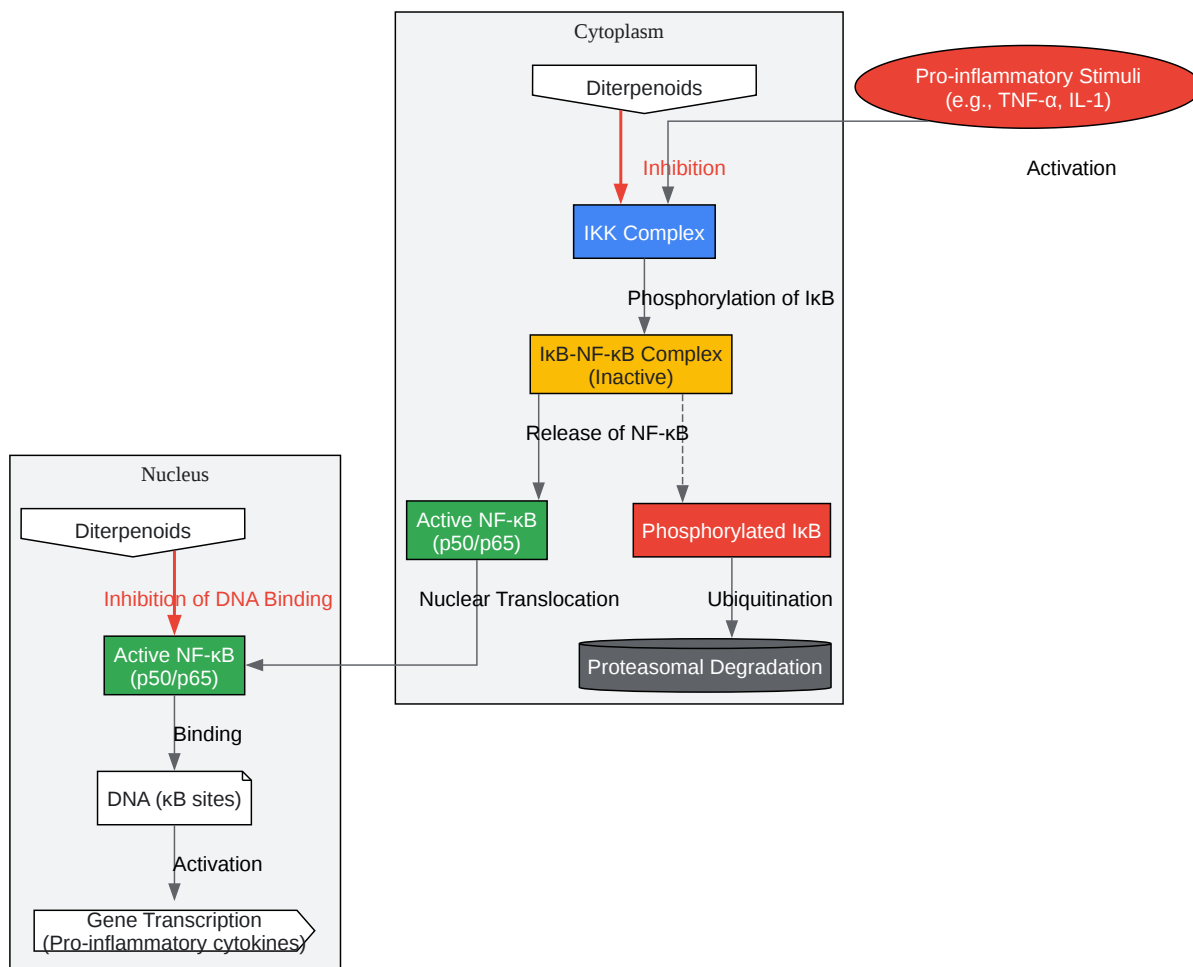 Cytoplasm
Diterpenoids
Pro-inflammatory Stimuli
(e.g., TNF-α, IL-1)
Inhibition
Activation
IKK Complex
Phosphorylation of IκB
IκB-NF-κB Complex
(Inactive)
Release of NF-κB
Active NF-κB
(p50/p65)
Phosphorylated IκB
Nuclear Translocation
Ubiquitination
Proteasomal Degradation
Nucleus
Diterpenoids
Inhibition of DNA Binding
Active NF-κB
(p50/p65)
Binding
DNA (κB sites)
Activation
Gene Transcription
(Pro-inflammatory cytokines)